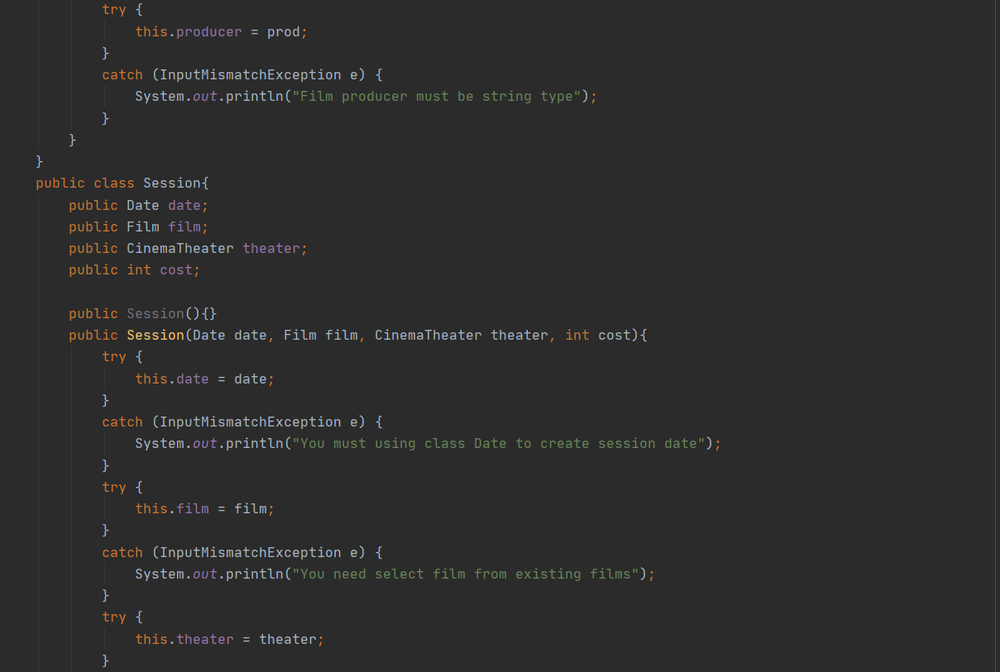 try {
this.producer = prod;
}
catch (InputMismatchException e) {
System.out.println("Film producer must be string type");
}
}
}
public class Session{
public Date date;
public Film film;
public CinemaTheater theater;
public int cost;
public Session(){}
public Session(Date date, Film film, CinemaTheater theater, int cost){
try {
this.date = date;
}
catch (InputMismatchException e) {
System.out.println("You must using class Date to create session date");
}
try {
this.film = film;
}
catch (InputMismatchException e) {
System.out.println("You need select film from existing films");
}
try {
this.theater = theater;
}